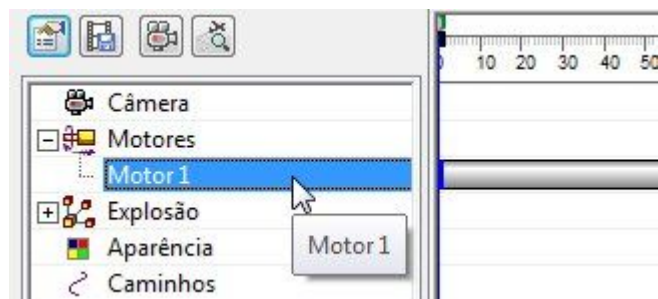 10 20 30 40 50
Câmera
Motores
Motor 1
Explosão
Motor 1
Aparência
Caminhos